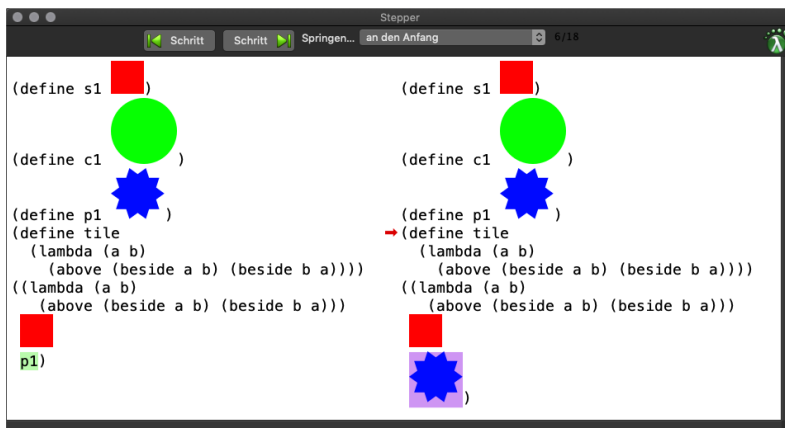 Stepper
Schritt Schritt Springen... an den Anfang 6/18
(define s1 )
(define c1 )
(define p1 )
(define tile
(lambda (a b)
(above (beside a b) (beside b a))))
((lambda (a b)
(above (beside a b) (beside b a)))
p1)
(define s1 )
(define c1 )
(define p1 )
(define tile
(lambda (a b)
(above (beside a b) (beside b a))))
((lambda (a b)
(above (beside a b) (beside b a)))
)